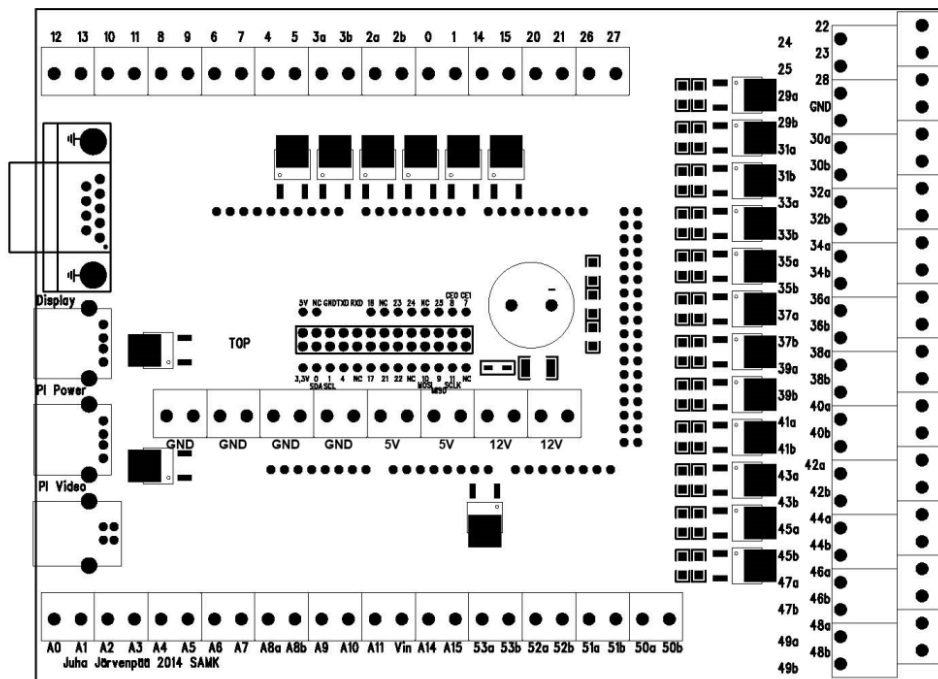 12 13 10 11 8 9 6 7 4 5 3a 3b 2a 2b 0 1 14 15 20 21 26 27
22
24
23
25
28
29a
GND
29b
30a
31a
30b
31b
32a
33a
32b
33b
34a
35a
34b
35b
36a
37a
36b
37b
38a
39a
38b
39b
40a
41a
40b
41b
42a
43a
42b
43b
44a
45a
44b
45b
46a
47a
46b
47b
48a
49a
48b
49b
Display
CE0 CE1
5V NC GND TXD RXD 18 NC 23 24 NC 25 8 7
TOP
3,3V 0 1 4 NC 17 21 22 NC 10 9 11 NC
SDA SCL MOSI MISO SCLK
PI Power
GND GND GND GND 5V 5V 12V 12V
PI Video
A0 A1 A2 A3 A4 A5 A6 A7 A8a A8b A9 A10 A11 Vin A14 A15 53a 53b 52a 52b 51a 51b 50a 50b
Juha Järvenpää 2014 SAMK